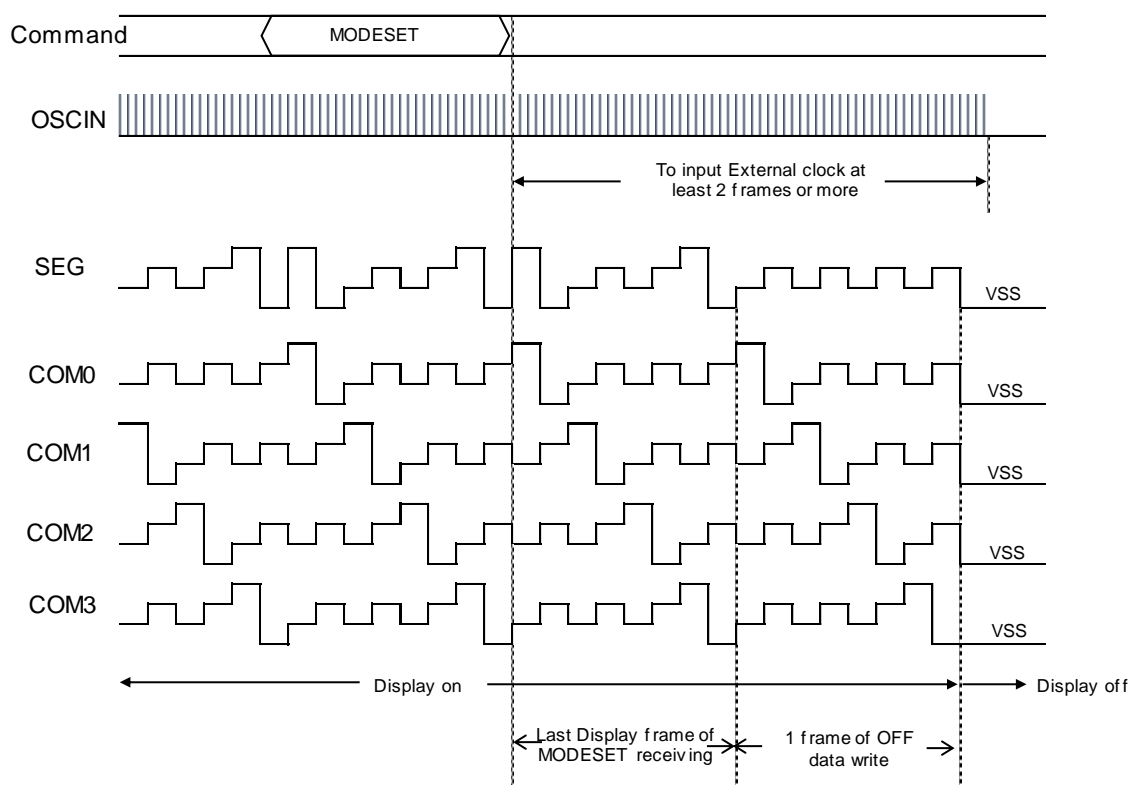 Command
MODESET
OSCIN
To input External clock at
least 2 frames or more
SEG
VSS
COM0
VSS
COM1
VSS
COM2
VSS
COM3
VSS
Display on
Display off
Last Display frame of
MODESET receiving
1 frame of OFF
data write